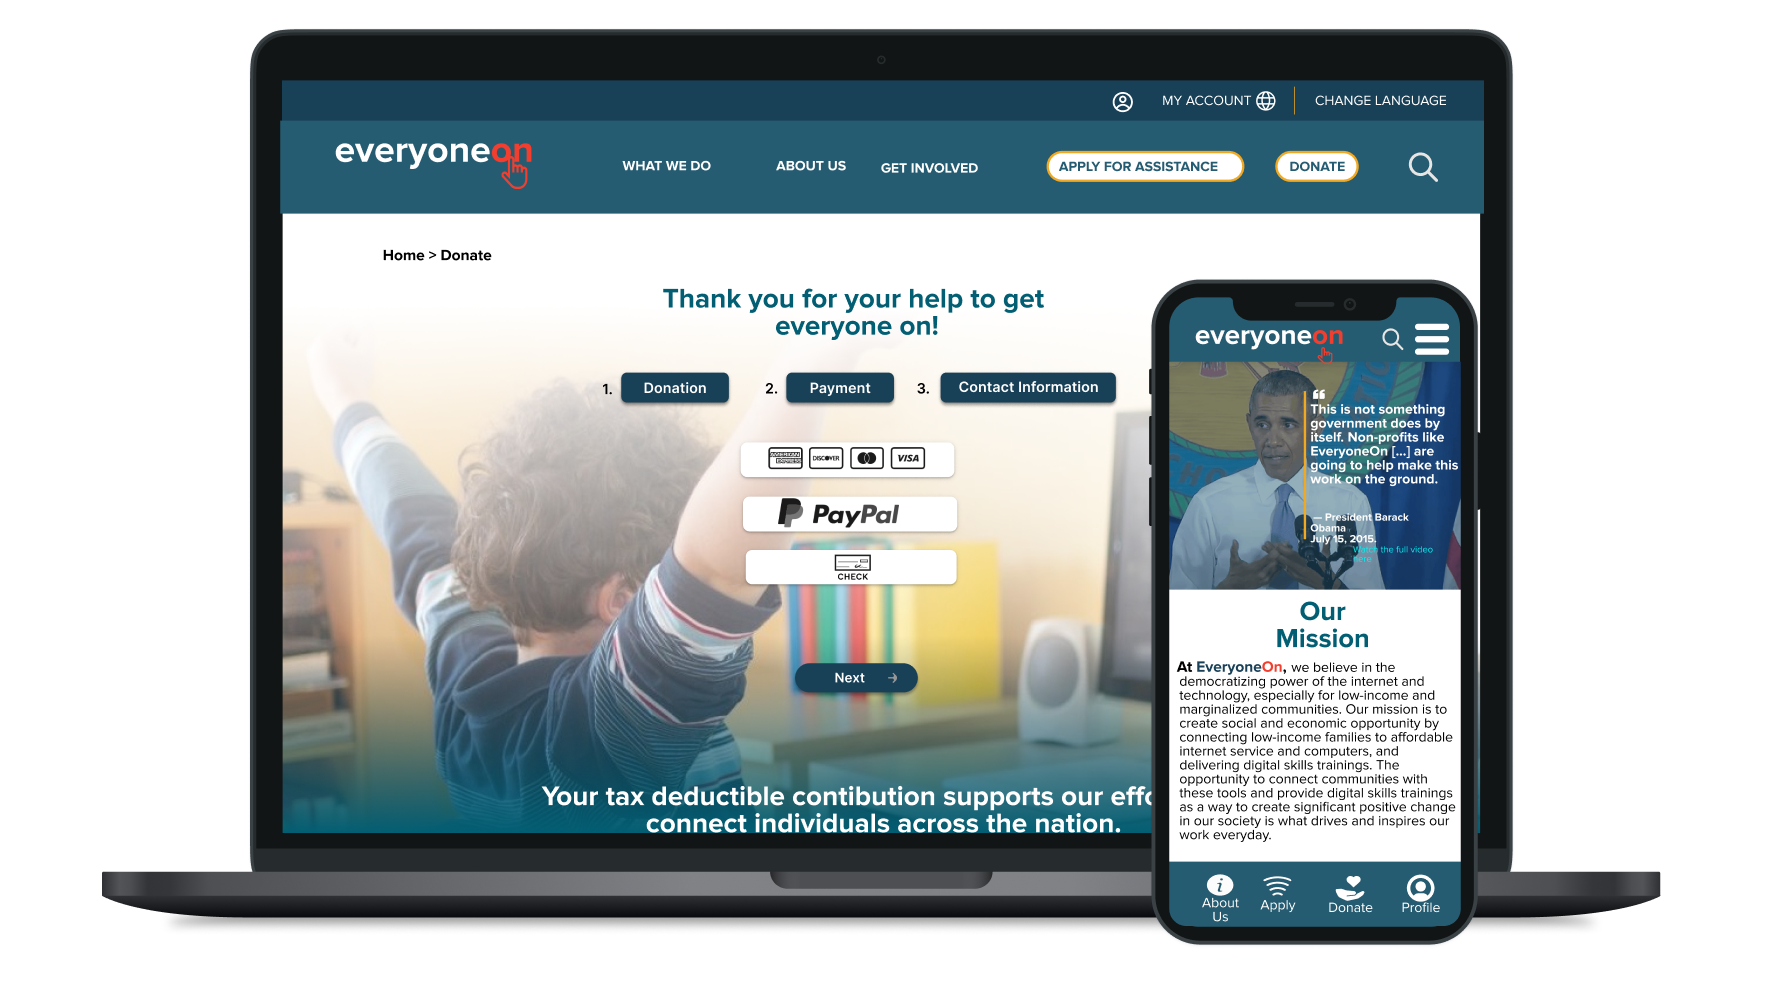 MY ACCOUNT
CHANGE LANGUAGE
everyoneon
WHAT WE DO
ABOUT US
GET INVOLVED
APPLY FOR ASSISTANCE
DONATE
Home > Donate
Thank you for your help to get
everyone on!
1. Donation
2. Payment
3. Contact Information
AMERICAN EXPRESS
DISCOVER
VISA
PayPal
CHECK
Next
Your tax deductible contibution supports our effo
connect individuals across the nation.
everyoneon
“
This is not something
government does by
itself. Non-profits like
EveryoneOn [...] are
going to help make this
work on the ground.
— President Barack
Obama
July 15, 2015.
Watch the full video
here
Our
Mission
At EveryoneOn, we believe in the
democratizing power of the internet and
technology, especially for low-income and
marginalized communities. Our mission is to
create social and economic opportunity by
connecting low-income families to affordable
internet service and computers, and
delivering digital skills trainings. The
opportunity to connect communities with
these tools and provide digital skills trainings
as a way to create significant positive change
in our society is what drives and inspires our
work everyday.
About
Us
Apply
Donate
Profile